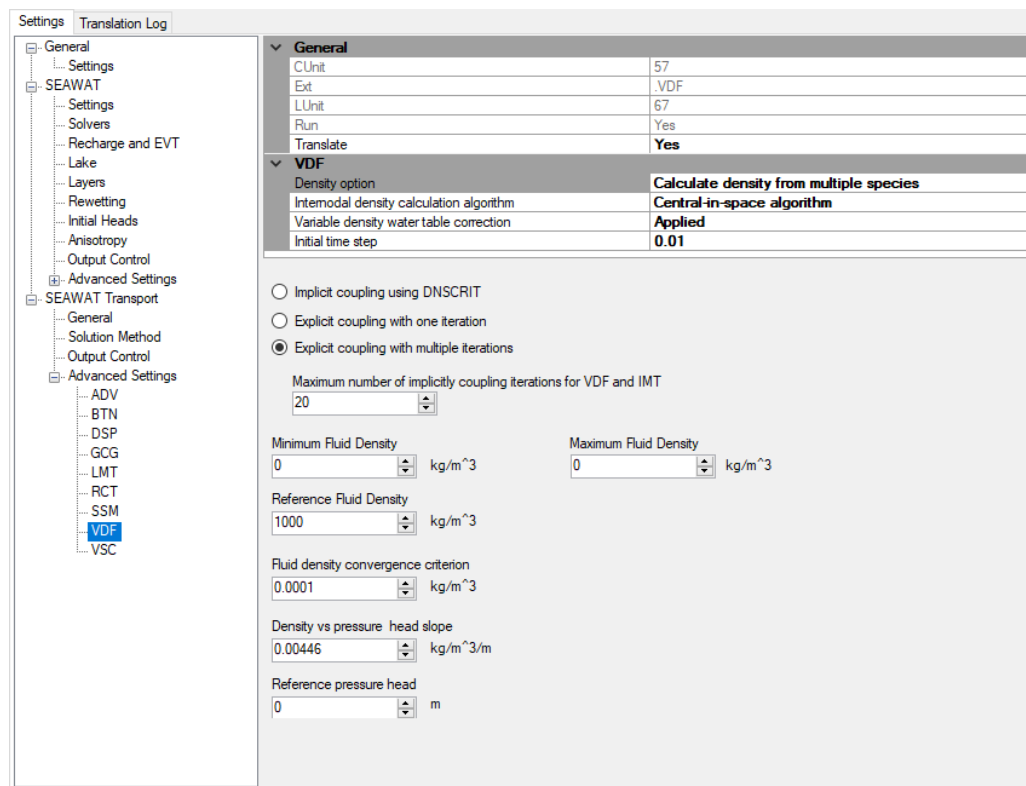 Settings Translation Log
General
Settings
SEAWAT
Settings
Solvers
Recharge and EVT
Lake
Layers
Rewetting
Initial Heads
Anisotropy
Output Control
Advanced Settings
SEAWAT Transport
General
Solution Method
Output Control
Advanced Settings
ADV
BTN
DSP
GCG
LMT
RCT
SSM
VDF
VSC
General
CUnit 57
Ext .VDF
LUnit 67
Run Yes
Translate Yes
VDF
Density option Calculate density from multiple species
Internodal density calculation algorithm Central-in-space algorithm
Variable density water table correction Applied
Initial time step 0.01
Implicit coupling using DNSCRIT
Explicit coupling with one iteration
Explicit coupling with multiple iterations
Maximum number of implicitly coupling iterations for VDF and IMT
20
Minimum Fluid Density Maximum Fluid Density
0 kg/m^3 0 kg/m^3
Reference Fluid Density
1000 kg/m^3
Fluid density convergence criterion
0.0001 kg/m^3
Density vs pressure head slope
0.00446 kg/m^3/m
Reference pressure head
0 m